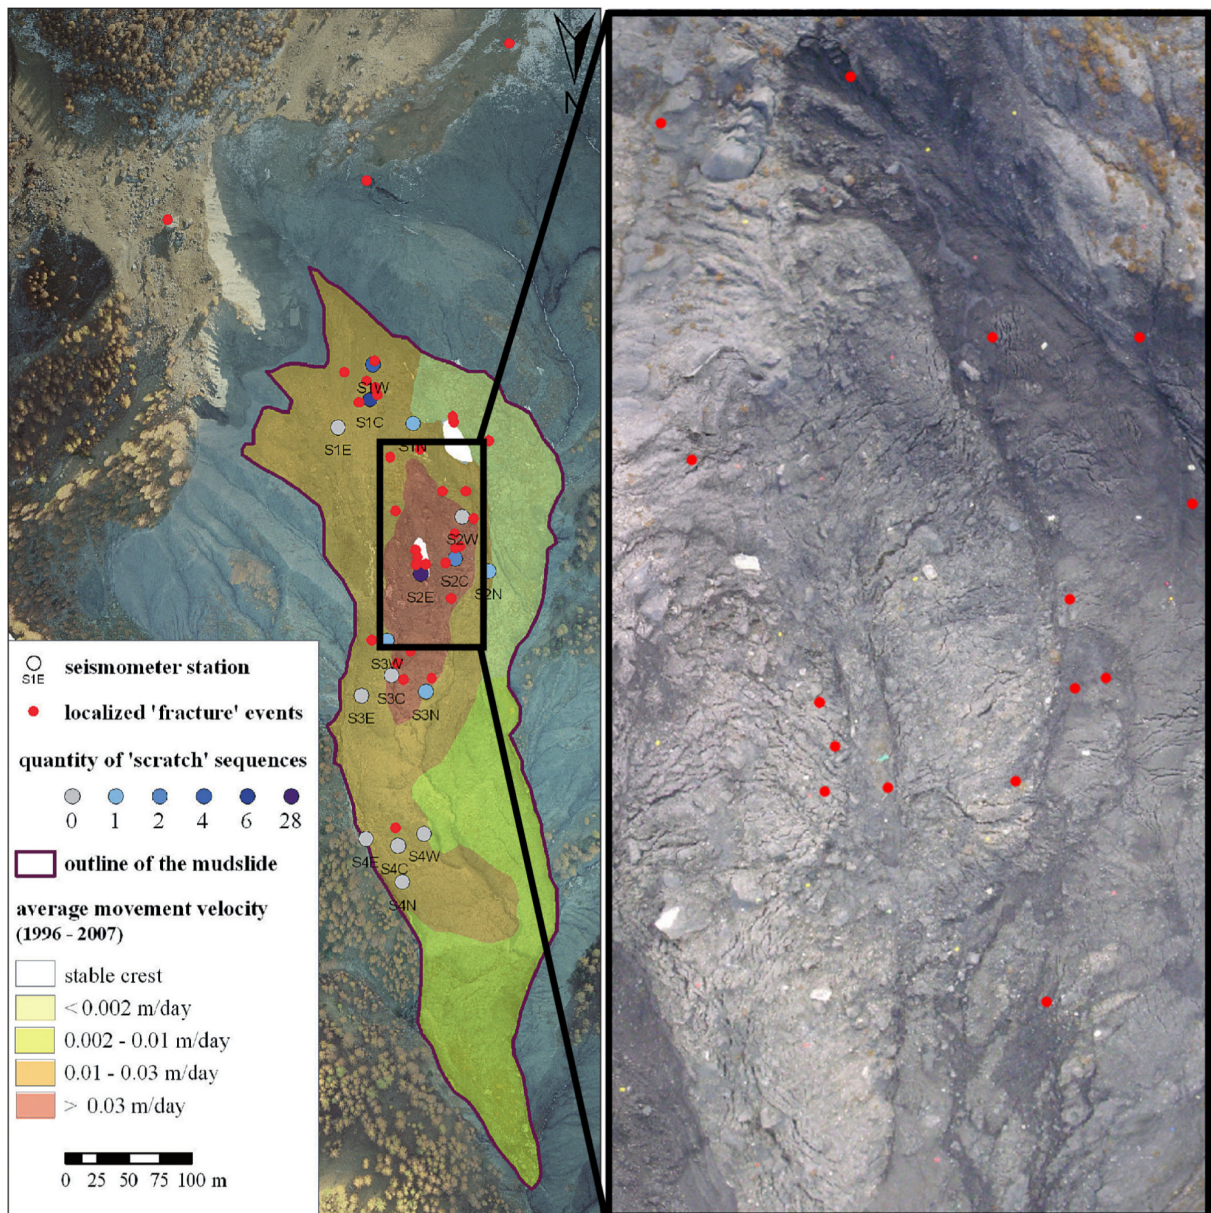 N
S1W
S1C
S1E
S1N
S2W
S2C
S2E
S2N
S3W
S3C
S3E
S3N
S4E
S4C
S4W
S4N
S1E
seismometer station
localized 'fracture' events
quantity of 'scratch' sequences
0 1 2 4 6 28
outline of the mudslide
average movement velocity
(1996 - 2007)
stable crest
< 0.002 m/day
0.002 - 0.01 m/day
0.01 - 0.03 m/day
> 0.03 m/day
0 25 50 75 100 m